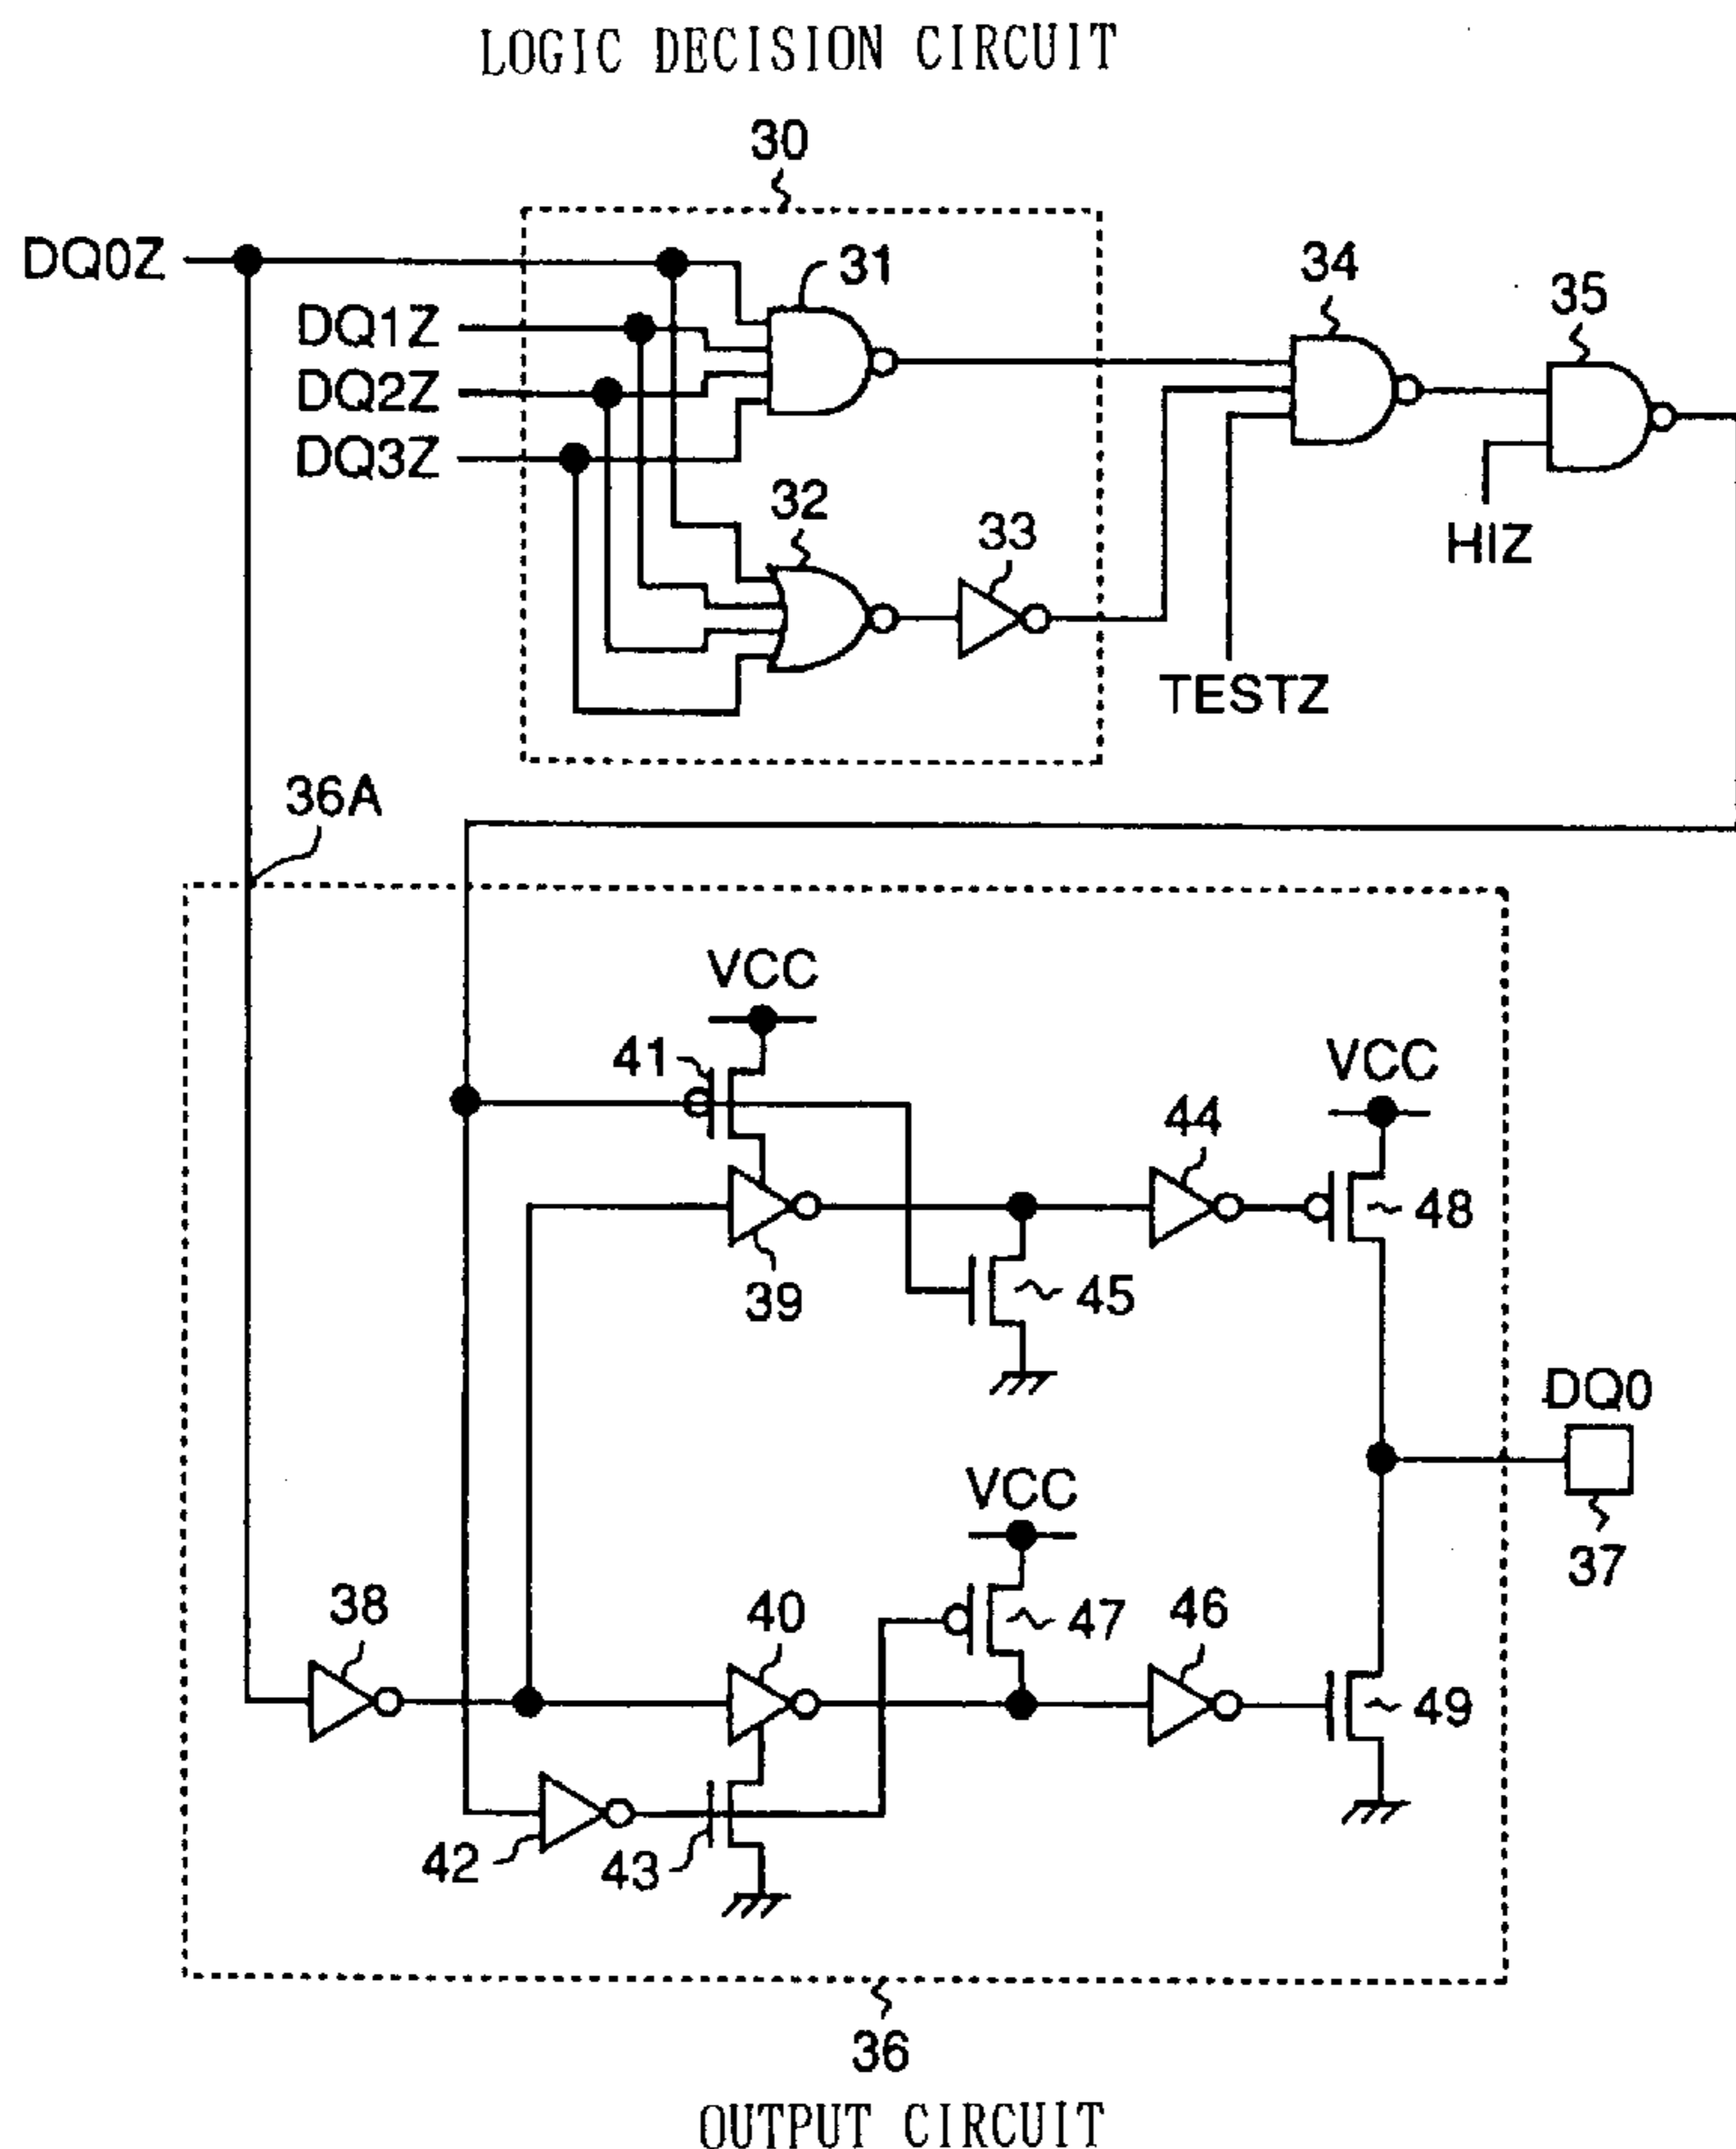 LOGIC DECISION CIRCUIT
30
DQ0Z
31
34
35
DQ1Z
DQ2Z
DQ3Z
32
33
HIZ
TESTZ
36A
VCC
41
VCC
44
48
39
45
DQ0
VCC
37
38
40
47
46
49
42
43
36
OUTPUT CIRCUIT